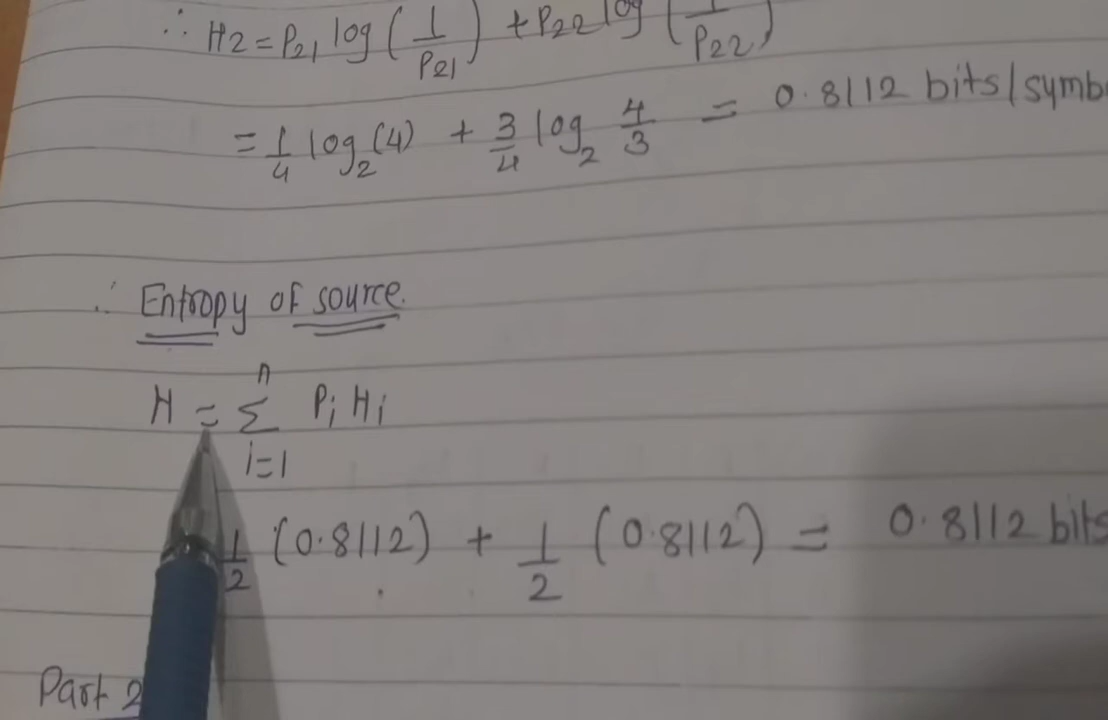 ∴ H2 = P21 log ( 1 / P21 ) + P22 log ( 1 / P22 )
= 1/4 log2 (4) + 3/4 log2 4/3 = 0.8112 bits/symb
∴ Entropy of source.
H = Σ i=1 n Pi Hi
1/2 (0.8112) + 1/2 (0.8112) = 0.8112 bits
Part 2